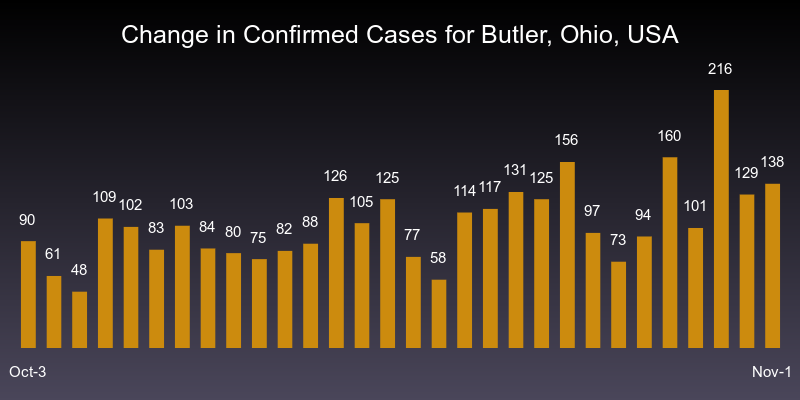 Change in Confirmed Cases for Butler, Ohio, USA
90 61 48 109 102 83 103 84 80 75 82 88 126 105 125 77 58 114 117 131 125 156 97 73 94 160 101 216 129 138
Oct-3 Nov-1